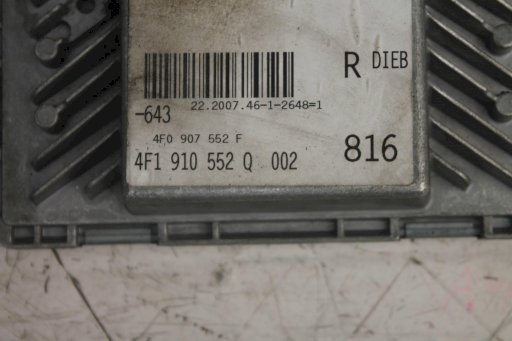 R DIEB
22.2007.46-1-2648=1
-643
4F0 907 552 F
4F1 910 552 Q 002
816